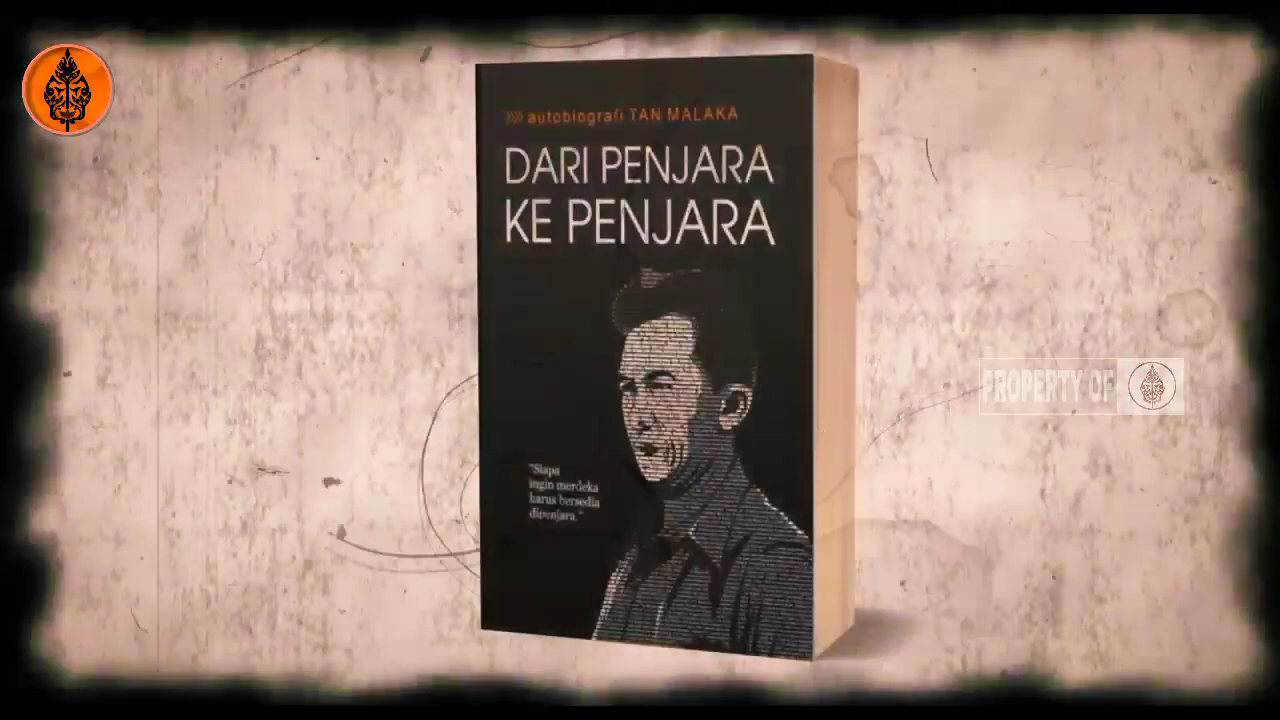 autobiografi TAN MALAKA
DARI PENJARA
KE PENJARA
"Siapa
ingin merdeka
harus bersedia
dipenjara."
PROPERTY OF